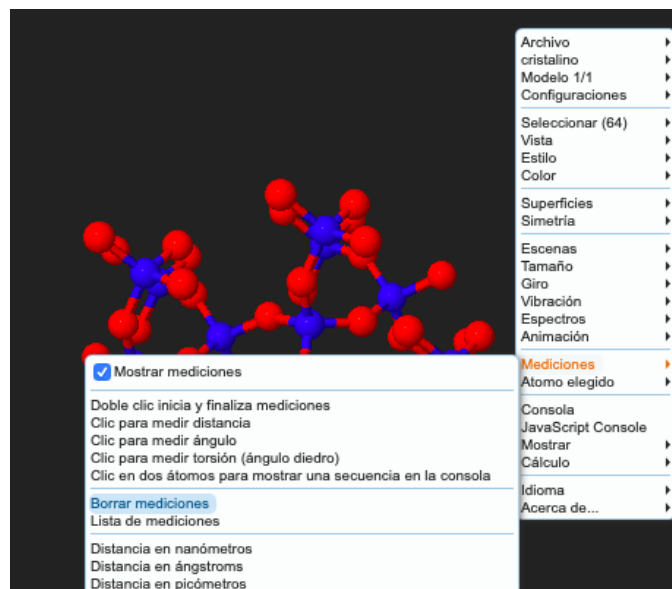 Archivo
cristalino
Modelo 1/1
Configuraciones
Seleccionar (64)
Vista
Estilo
Color
Superficies
Simetría
Escenas
Tamaño
Giro
Vibración
Espectros
Animación
Mediciones
Atomo elegido
Consola
JavaScript Console
Mostrar
Cálculo
Idioma
Acerca de...
Mostrar mediciones
Doble clic inicia y finaliza mediciones
Clic para medir distancia
Clic para medir ángulo
Clic para medir torsión (ángulo diedro)
Clic en dos átomos para mostrar una secuencia en la consola
Borrar mediciones
Lista de mediciones
Distancia en nanómetros
Distancia en ángstroms
Distancia en picómetros